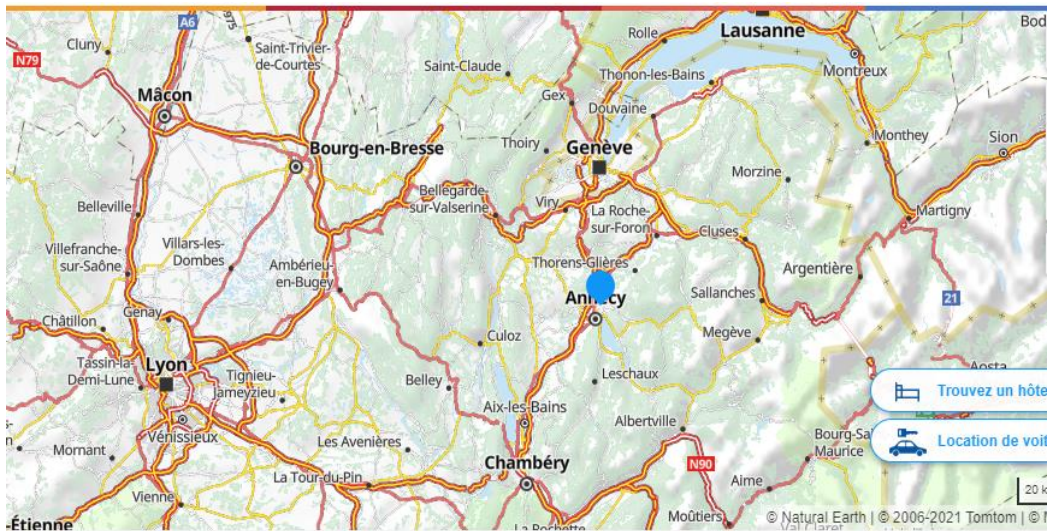 A6
-975
Lausanne
Bod
Cluny
N79
Saint-Trivier-
de-Courtes
Saint-Claude
Rolle
Thonon-les-Bains
Montreux
Mâcon
Gex
Douvaine
Bourg-en-Bresse
Thoiry
Genève
Monthey
Sion
Morzine
Belleville
Bellegarde-
sur-Valserine
Viry
La Roche-
sur-Foron
Cluses
Martigny
Villefranche-
sur-Saône
Villars-les-
Dombes
Ambérieu-
en-Bugey
Thorens-Glières
Argentière
Annecy
Sallanches
21
Châtillon
Genay
Culoz
Megève
Lyon
Tassin-la-
Demi-Lune
Tignieu-
Jameyzieu
Belley
Leschaux
Aosta
Trouvez un hôte
Aix-les-Bains
Albertville
Vénissieux
Mornant
Les Avenières
Bourg-Sa
Maurice
Location de voit
Chambéry
N90
La Tour-du-Pin
Aime
20 k
Vienne
-Étienne
La Rochette
Moûtiers
Val Claret
© Natural Earth | © 2006-2021 Tomtom | © M